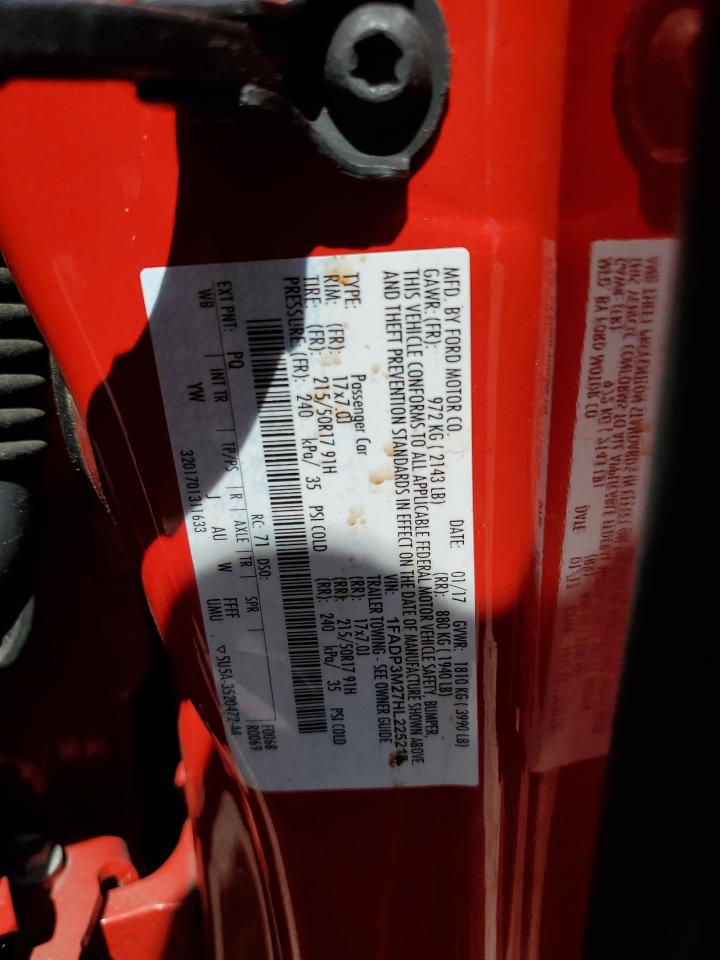 MFD. BY FORD MOTOR CO.
DATE: 01/17 GVWR: 1810 KG ( 3990 LB)
GAWR: (FR): 972 KG ( 2143 LB) (RR): 880 KG ( 1940 LB)
THIS VEHICLE CONFORMS TO ALL APPLICABLE FEDERAL MOTOR VEHICLE SAFETY, BUMPER,
AND THEFT PREVENTION STANDARDS IN EFFECT ON THE DATE OF MANUFACTURE SHOWN ABOVE.
VIN: 1FADP3M27HL225218
TYPE: Passenger Car TRAILER TOWING - SEE OWNER GUIDE
RIM: (FR): 17x7.0J (RR): 17x7.0J
TIRE: (FR): 215/50R17 91H (RR): 215/50R17 91H
PRESSURE: (FR): 240 kPa/ 35 PSI COLD (RR): 240 kPa/ 35 PSI COLD
F0068
EXT PNT: PQ RC: 71 DSO: R0069
WB INT TR TP/PS R AXLE TR SPR
YW J AU W FFFF
UMU
3201701311633 ▽5U5A-3520472-AA